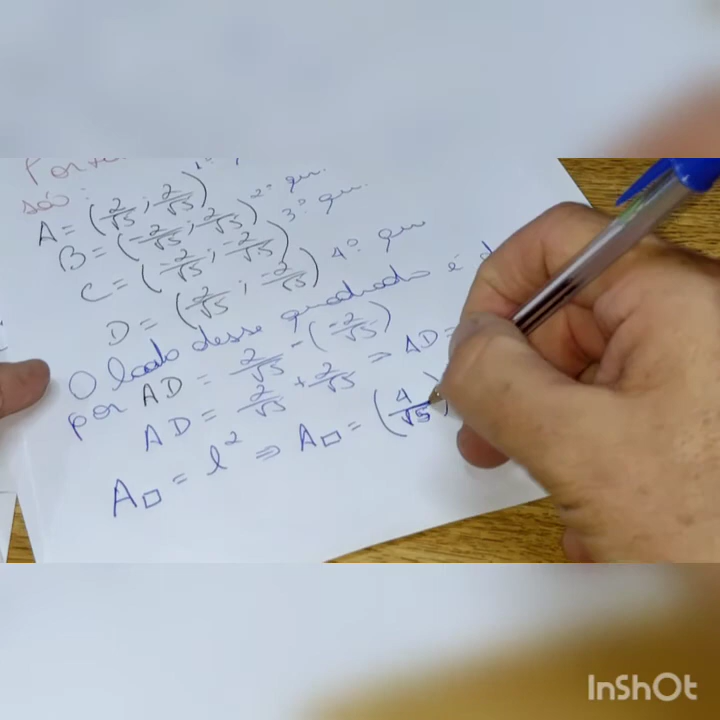 são:
A = (2/√5 ; 2/√5)
B = (-2/√5 ; 2/√5) 2º qu.
C = (-2/√5 ; -2/√5) 3º qu.
D = (2/√5 ; -2/√5) 4º qu
O lado desse quadrado é
por AD = 2/√5 - (-2/√5)
AD = 2/√5 + 2/√5 ⇒ AD =
A□ = l² ⇒ A□ = (4/√5)
InShOt